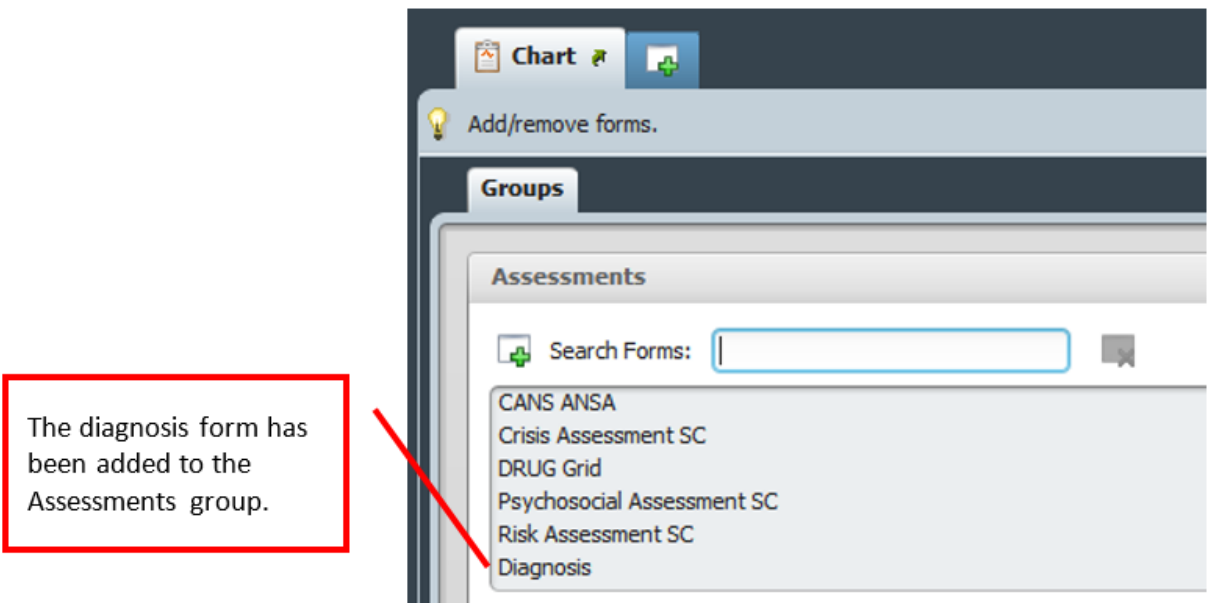 Chart
Add/remove forms.
Groups
Assessments
Search Forms:
CANS ANSA
Crisis Assessment SC
DRUG Grid
Psychosocial Assessment SC
Risk Assessment SC
Diagnosis
The diagnosis form has
been added to the
Assessments group.